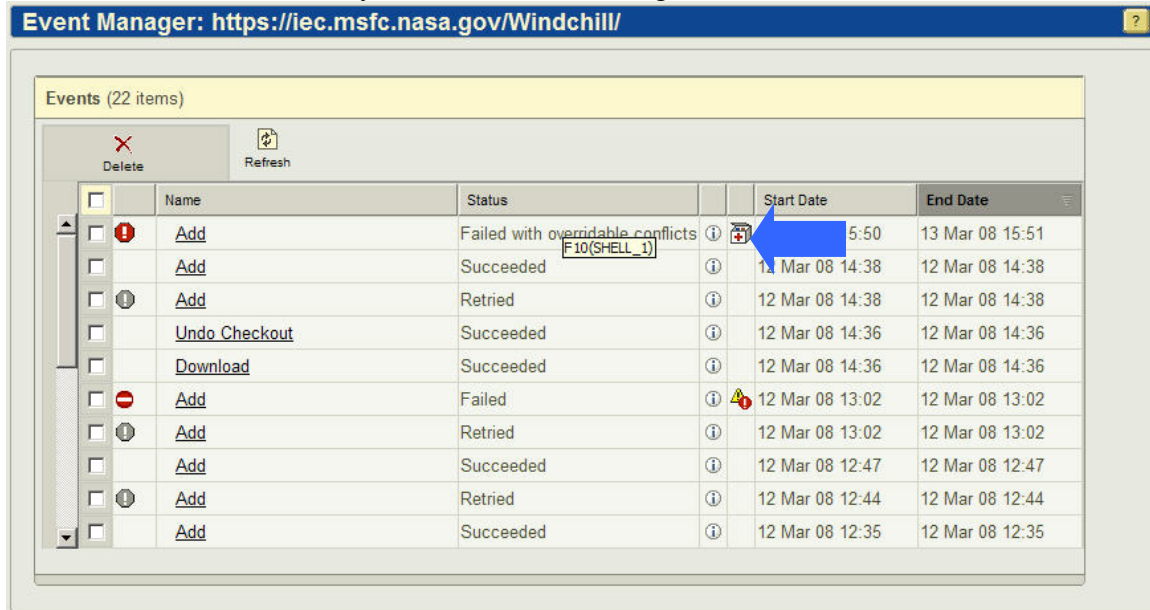 Event Manager: https://iec.msfc.nasa.gov/Windchill/ ?
Events (22 items)
Delete Refresh
Name Status Start Date End Date
Add Failed with overridable conflicts 5:50 13 Mar 08 15:51
F10(SHELL_1)
Add Succeeded 12 Mar 08 14:38 12 Mar 08 14:38
Add Retried 12 Mar 08 14:38 12 Mar 08 14:38
Undo Checkout Succeeded 12 Mar 08 14:36 12 Mar 08 14:36
Download Succeeded 12 Mar 08 14:36 12 Mar 08 14:36
Add Failed 12 Mar 08 13:02 12 Mar 08 13:02
Add Retried 12 Mar 08 13:02 12 Mar 08 13:02
Add Succeeded 12 Mar 08 12:47 12 Mar 08 12:47
Add Retried 12 Mar 08 12:44 12 Mar 08 12:44
Add Succeeded 12 Mar 08 12:35 12 Mar 08 12:35